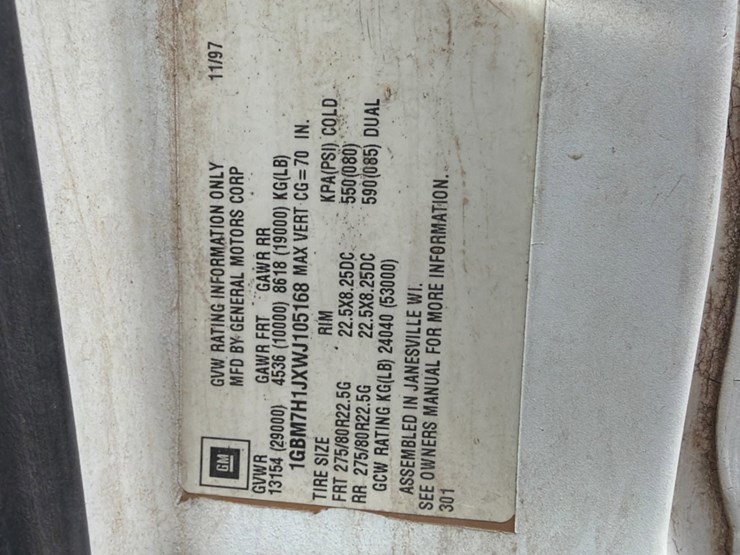 GM
GVW RATING INFORMATION ONLY 11/97
MFD BY GENERAL MOTORS CORP
GVWR GAWR FRT GAWR RR
13154 (29000) 4536 (10000) 8618 (19000) KG(LB)
1GBM7H1JXWJ105168 MAX VERT CG=70 IN.
TIRE SIZE RIM KPA(PSI) COLD
FRT 275/80R22.5G 22.5X8.25DC 550(080)
RR 275/80R22.5G 22.5X8.25DC 590(085) DUAL
GCW RATING KG(LB) 24040 (53000)
ASSEMBLED IN JANESVILLE WI.
SEE OWNERS MANUAL FOR MORE INFORMATION.
301